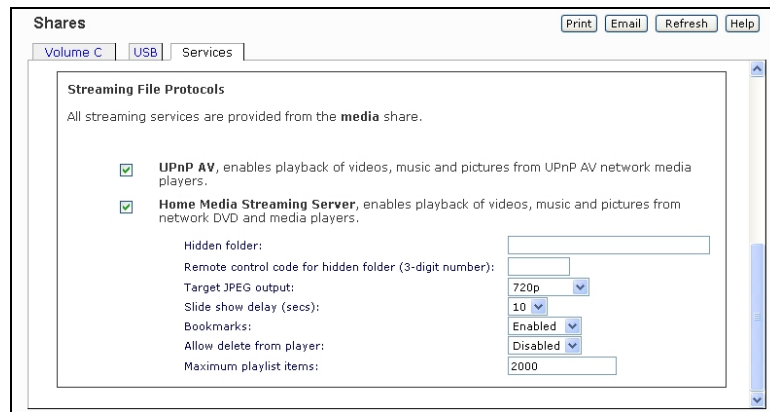 Shares
Print Email Refresh Help
Volume C USB Services
Streaming File Protocols
All streaming services are provided from the media share.
UPnP AV, enables playback of videos, music and pictures from UPnP AV network media
players.
Home Media Streaming Server, enables playback of videos, music and pictures from
network DVD and media players.
Hidden folder:
Remote control code for hidden folder (3-digit number):
Target JPEG output: 720p
Slide show delay (secs): 10
Bookmarks: Enabled
Allow delete from player: Disabled
Maximum playlist items: 2000